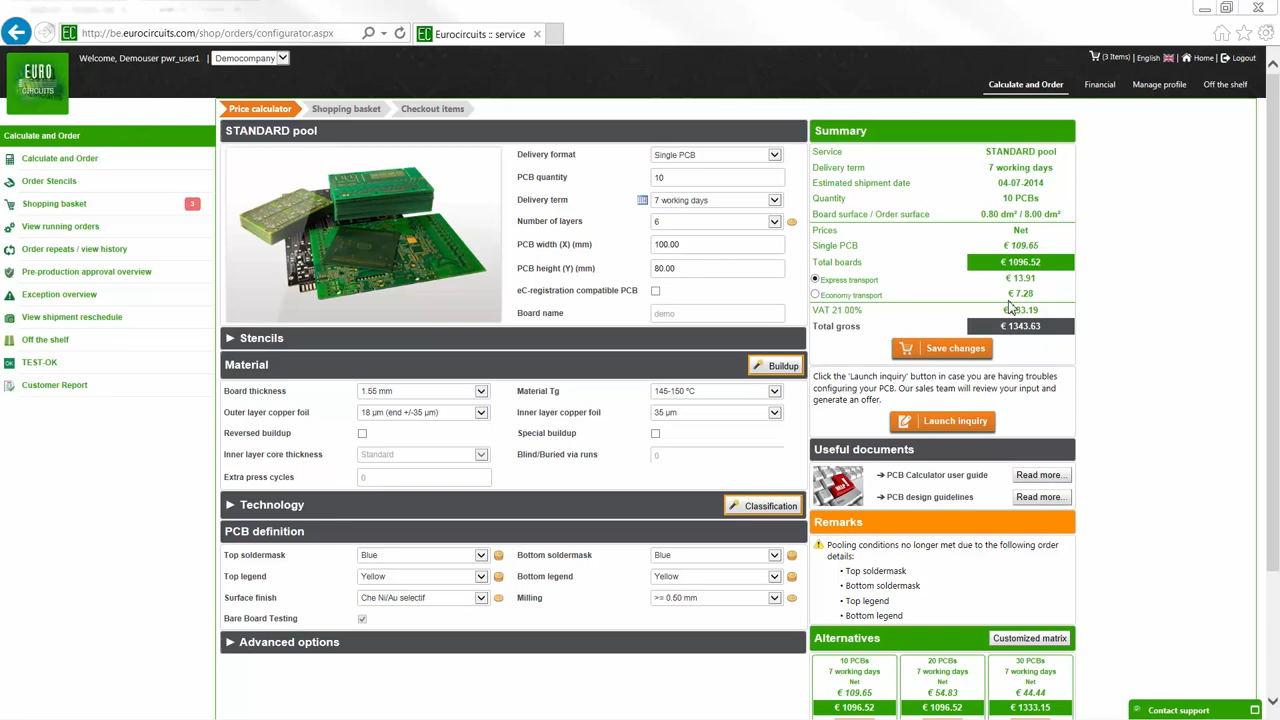 http://be.eurocircuits.com/shop/orders/configurator.aspx
EC Eurocircuits :: service
EURO CIRCUITS
Welcome, Demouser pwr_user1 | Democompany
(3 Items) | English | Home | Logout
Calculate and Order Financial Manage profile Off the shelf
Price calculator Shopping basket Checkout items
Calculate and Order
Calculate and Order
Order Stencils
Shopping basket 3
View running orders
Order repeats / view history
Pre-production approval overview
Exception overview
View shipment reschedule
Off the shelf
TEST-OK
Customer Report
STANDARD pool
Delivery format Single PCB
PCB quantity 10
Delivery term 7 working days
Number of layers 6
PCB width (X) (mm) 100.00
PCB height (Y) (mm) 80.00
eC-registration compatible PCB
Board name demo
Stencils
Material Buildup
Board thickness 1.55 mm Material Tg 145-150 ºC
Outer layer copper foil 18 µm (end +/-35 µm) Inner layer copper foil 35 µm
Reversed buildup Special buildup
Inner layer core thickness Standard Blind/Buried via runs 0
Extra press cycles 0
Technology Classification
PCB definition
Top soldermask Blue Bottom soldermask Blue
Top legend Yellow Bottom legend Yellow
Surface finish Che Ni/Au selectif Milling >= 0.50 mm
Bare Board Testing
Advanced options
Summary
Service STANDARD pool
Delivery term 7 working days
Estimated shipment date 04-07-2014
Quantity 10 PCBs
Board surface / Order surface 0.80 dm² / 8.00 dm²
Prices Net
Single PCB € 109.65
Total boards € 1096.52
Express transport € 13.91
Economy transport € 7.28
VAT 21.00%
Total gross € 1343.63
Save changes
Click the 'Launch inquiry' button in case you are having troubles
configuring your PCB. Our sales team will review your input and
generate an offer.
Launch inquiry
Useful documents
PCB Calculator user guide Read more...
PCB design guidelines Read more...
Remarks
Pooling conditions no longer met due to the following order
details:
• Top soldermask
• Bottom soldermask
• Top legend
• Bottom legend
Alternatives Customized matrix
10 PCBs 20 PCBs 30 PCBs
7 working days 7 working days 7 working days
Net Net Net
€ 109.65 € 54.83 € 44.44
€ 1096.52 € 1096.52 € 1333.15
Contact support